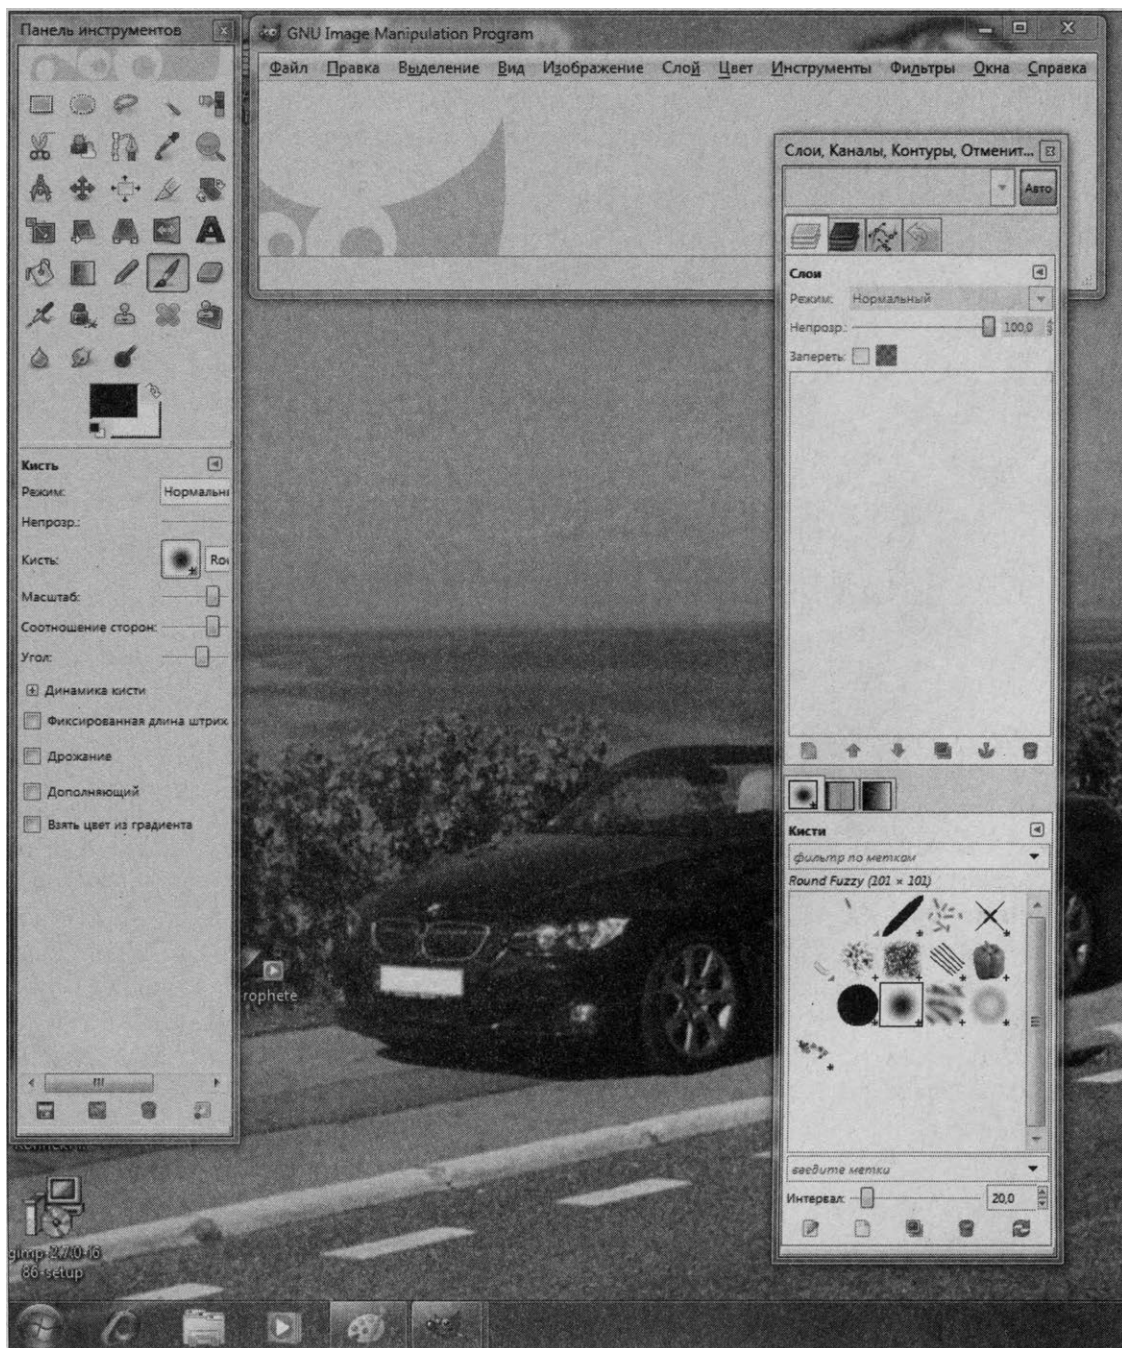 Панель инструментов
GNU Image Manipulation Program
Файл Правка Выделение Вид Изображение Слой Цвет Инструменты Фильтры Окна Справка
Слои, Каналы, Контуры, Отменит...
Авто
Слои
Режим: Нормальный
Непрозр.: 100,0
Запереть:
Кисть
Режим: Нормальн
Непрозр.:
Кисть: Rou
Масштаб:
Соотношение сторон:
Угол:
Динамика кисти
Фиксированная длина штрих
Дрожание
Дополняющий
Взять цвет из градиента
Кисти
фильтр по меткам
Round Fuzzy (101 × 101)
rophete
введите метки
Интервал: 20,0
gimp-2.7.0-i6
86-setup